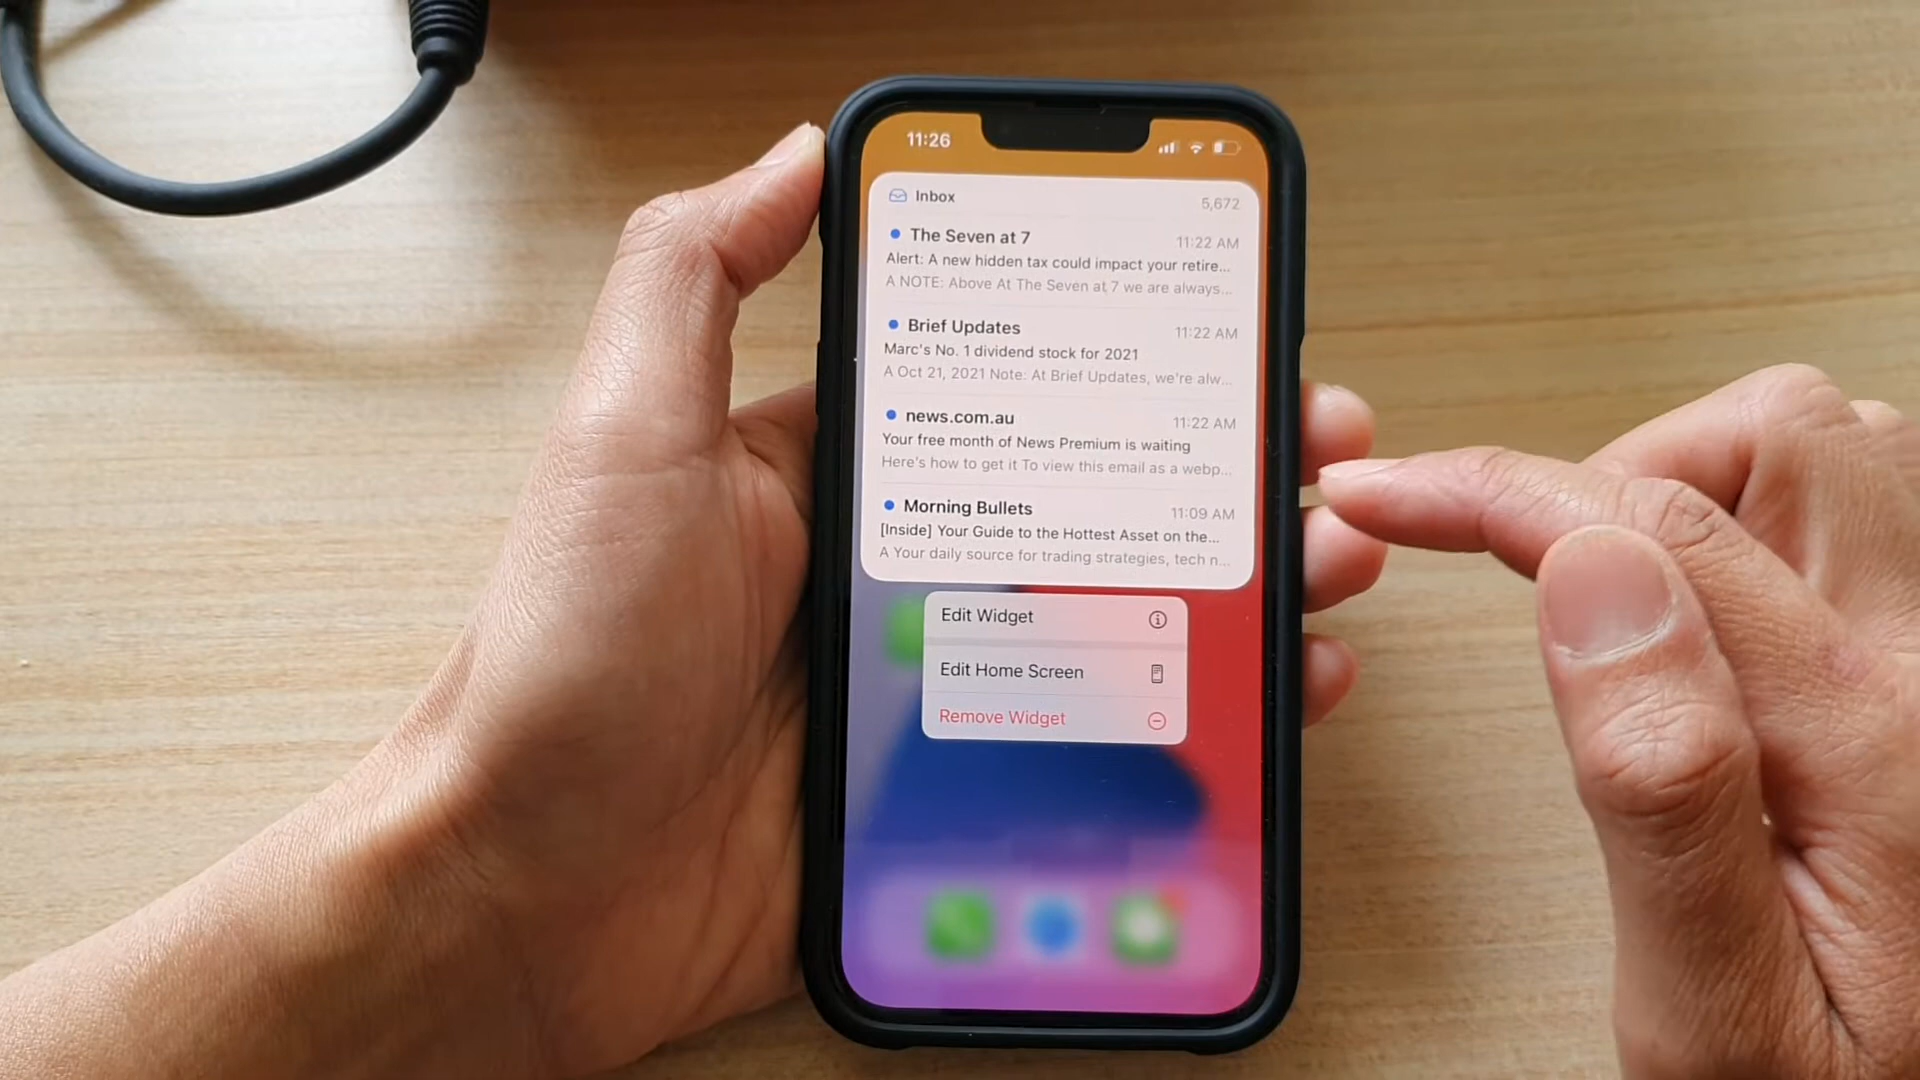 11:26
Inbox 5,672
The Seven at 7 11:22 AM
Alert: A new hidden tax could impact your retire...
A NOTE: Above At The Seven at 7 we are always...
Brief Updates 11:22 AM
Marc's No. 1 dividend stock for 2021
A Oct 21, 2021 Note: At Brief Updates, we're alw...
news.com.au 11:22 AM
Your free month of News Premium is waiting
Here's how to get it To view this email as a webp...
Morning Bullets 11:09 AM
[Inside] Your Guide to the Hottest Asset on the...
A Your daily source for trading strategies, tech n...
Edit Widget
Edit Home Screen
Remove Widget